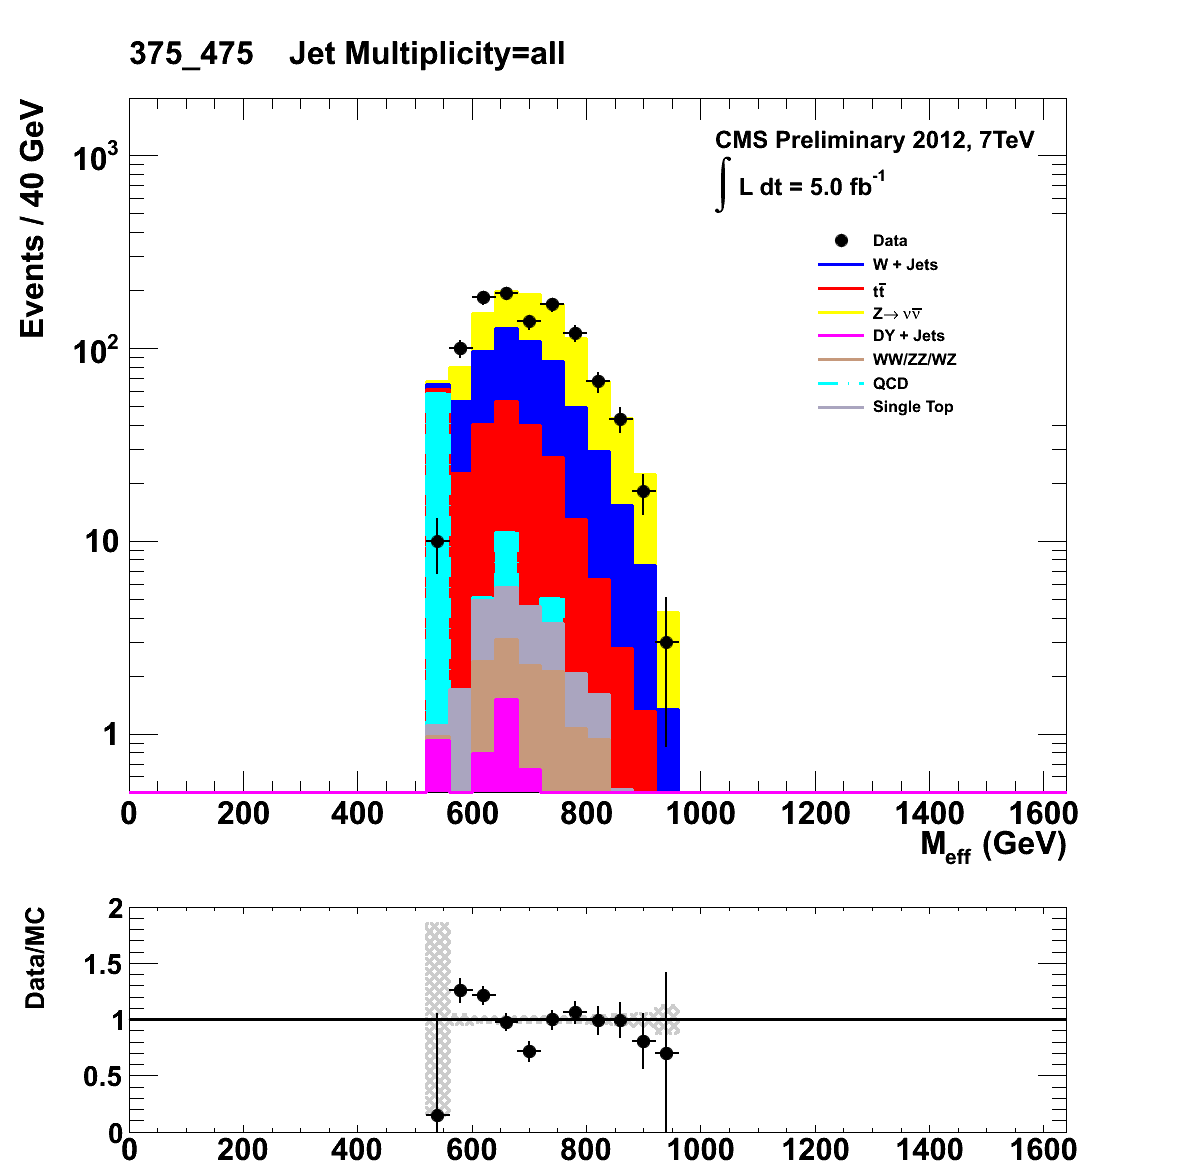 375_475 Jet Multiplicity=all
Events / 40 GeV
10³
10²
10
1
CMS Preliminary 2012, 7TeV
∫ L dt = 5.0 fb⁻¹
Data
W + Jets
tt̅
Z→ νν̅
DY + Jets
WW/ZZ/WZ
QCD
Single Top
0 200 400 600 800 1000 1200 1400 1600
M_eff (GeV)
Data/MC
2
1.5
1
0.5
0
0 200 400 600 800 1000 1200 1400 1600